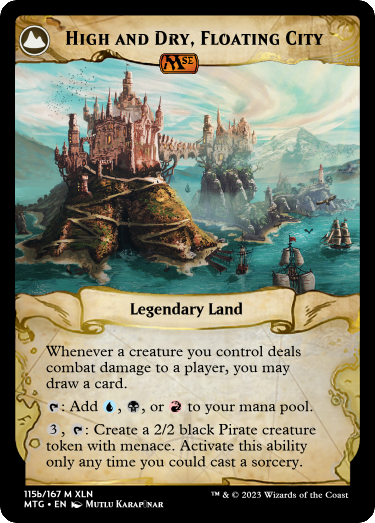 High and Dry, Floating City
MSE
Legendary Land
Whenever a creature you control deals
combat damage to a player, you may
draw a card.
: Add , , or to your mana pool.
3 , : Create a 2/2 black Pirate creature
token with menace. Activate this ability
only any time you could cast a sorcery.
115b/167 M XLN
MTG • EN Mutlu Karapınar
™ & © 2023 Wizards of the Coast